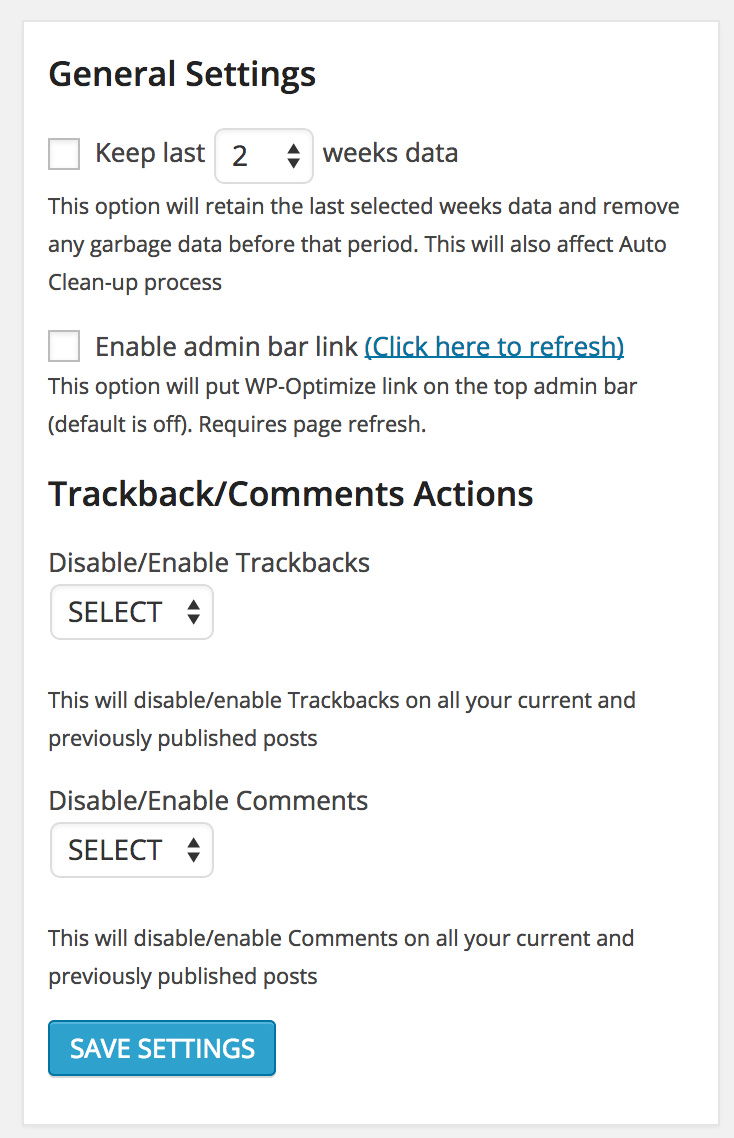 General Settings
Keep last 2 weeks data
This option will retain the last selected weeks data and remove
any garbage data before that period. This will also affect Auto
Clean-up process
Enable admin bar link (Click here to refresh)
This option will put WP-Optimize link on the top admin bar
(default is off). Requires page refresh.
Trackback/Comments Actions
Disable/Enable Trackbacks
SELECT
This will disable/enable Trackbacks on all your current and
previously published posts
Disable/Enable Comments
SELECT
This will disable/enable Comments on all your current and
previously published posts
SAVE SETTINGS